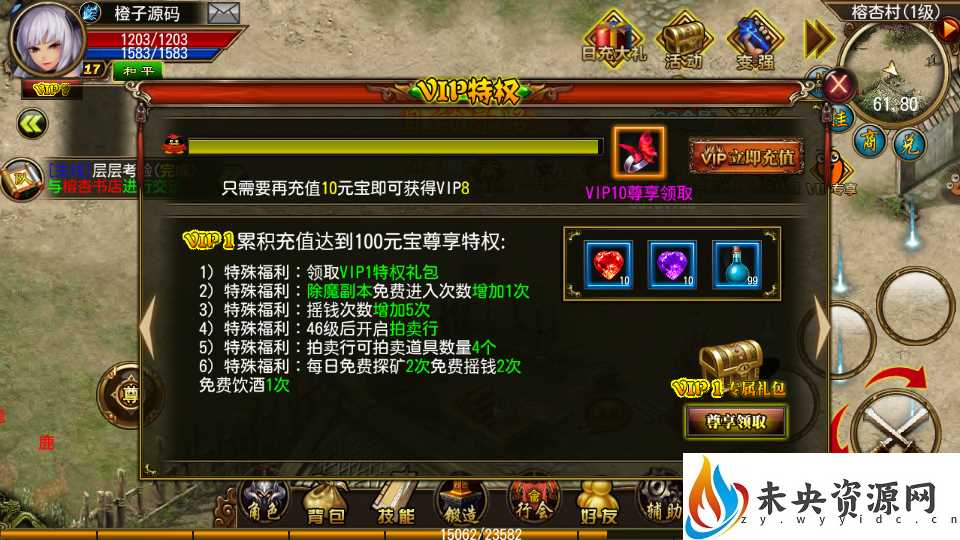 橙子源码
1203/1203
1583/1583
17
和平
VIP7
日充大礼
活动
变强
榕杏村(1级)
61.80
商
兑
VIP特权
层层考验(完成)
与榕杏书店进行交谈
VIP立即充值
只需要再充值10元宝即可获得VIP8
VIP10尊享领取
VIP 1累积充值达到100元宝尊享特权:
1) 特殊福利：领取VIP1特权礼包
2) 特殊福利：除魔副本免费进入次数增加1次
3) 特殊福利：摇钱次数增加5次
4) 特殊福利：46级后开启拍卖行
5) 特殊福利：拍卖行可拍卖道具数量4个
6) 特殊福利：每日免费探矿2次免费摇钱2次
免费饮酒1次
10
10
99
VIP 1专属礼包
尊享领取
尊
鹿
角色
背包
技能
锻造
行会
好友
辅助
15062/23582
未央资源网
zy.wyyidc.cn